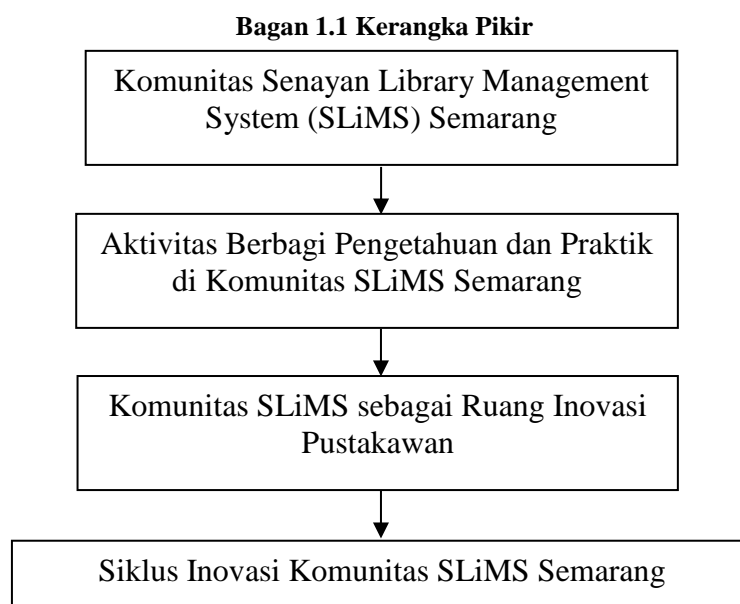 Bagan 1.1 Kerangka Pikir
Komunitas Senayan Library Management
System (SLiMS) Semarang
Aktivitas Berbagi Pengetahuan dan Praktik
di Komunitas SLiMS Semarang
Komunitas SLiMS sebagai Ruang Inovasi
Pustakawan
Siklus Inovasi Komunitas SLiMS Semarang